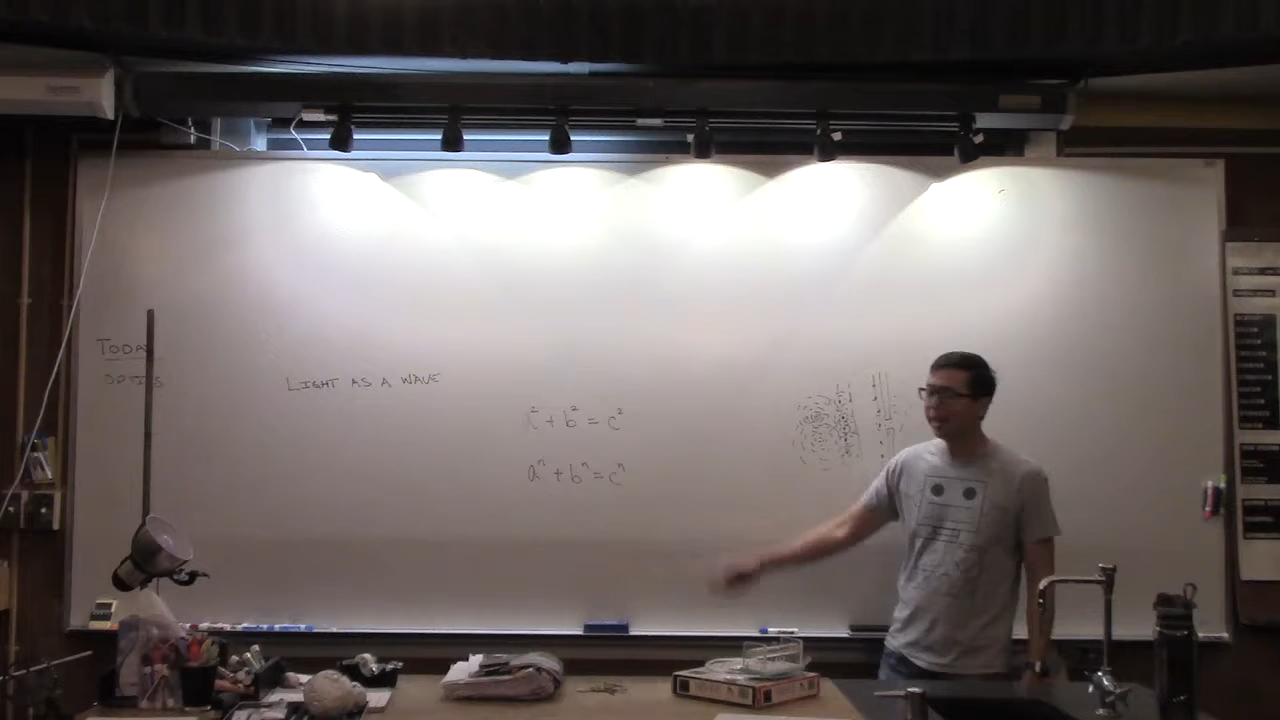 TODAY
OPTICS
LIGHT AS A WAVE
a² + b² = c²
aⁿ + bⁿ = cⁿ